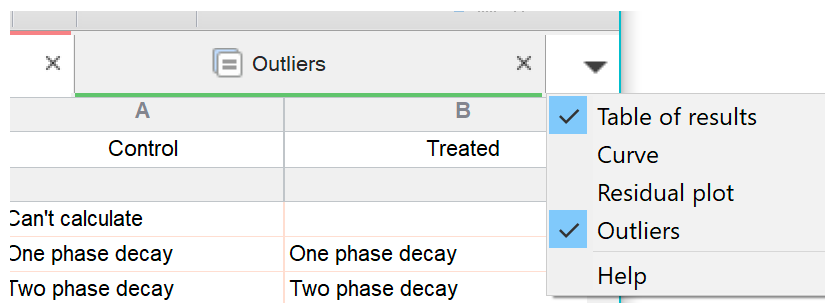 Outliers
A B
Control Treated
Can't calculate
One phase decay One phase decay
Two phase decay Two phase decay
Table of results
Curve
Residual plot
Outliers
Help